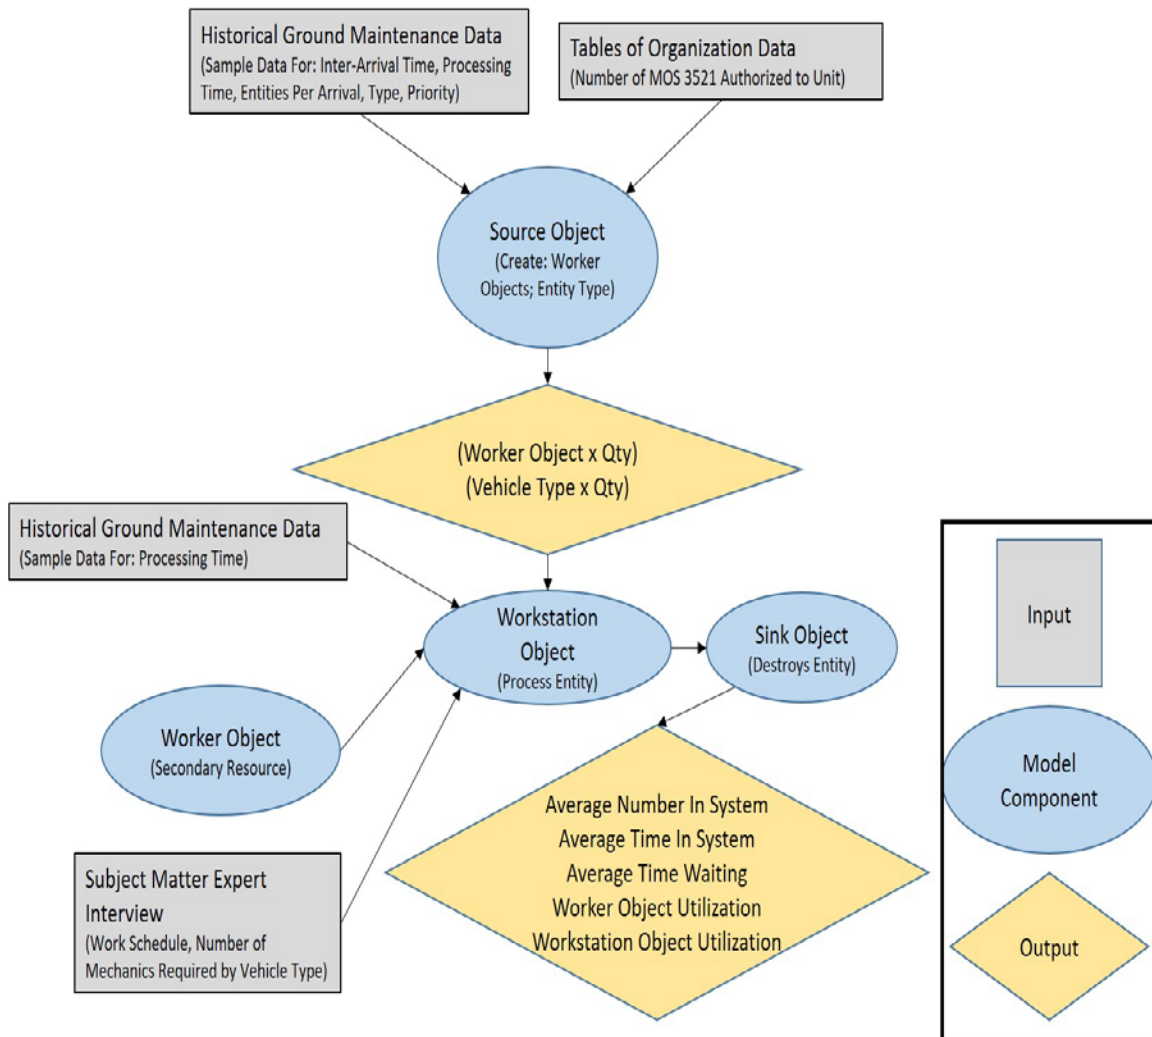 Historical Ground Maintenance Data
(Sample Data For: Inter-Arrival Time, Processing
Time, Entities Per Arrival, Type, Priority)
Tables of Organization Data
(Number of MOS 3521 Authorized to Unit)
Source Object
(Create: Worker
Objects; Entity Type)
(Worker Object x Qty)
(Vehicle Type x Qty)
Historical Ground Maintenance Data
(Sample Data For: Processing Time)
Workstation
Object
(Process Entity)
Sink Object
(Destroys Entity)
Worker Object
(Secondary Resource)
Subject Matter Expert
Interview
(Work Schedule, Number of
Mechanics Required by Vehicle Type)
Average Number In System
Average Time In System
Average Time Waiting
Worker Object Utilization
Workstation Object Utilization
Input
Model
Component
Output